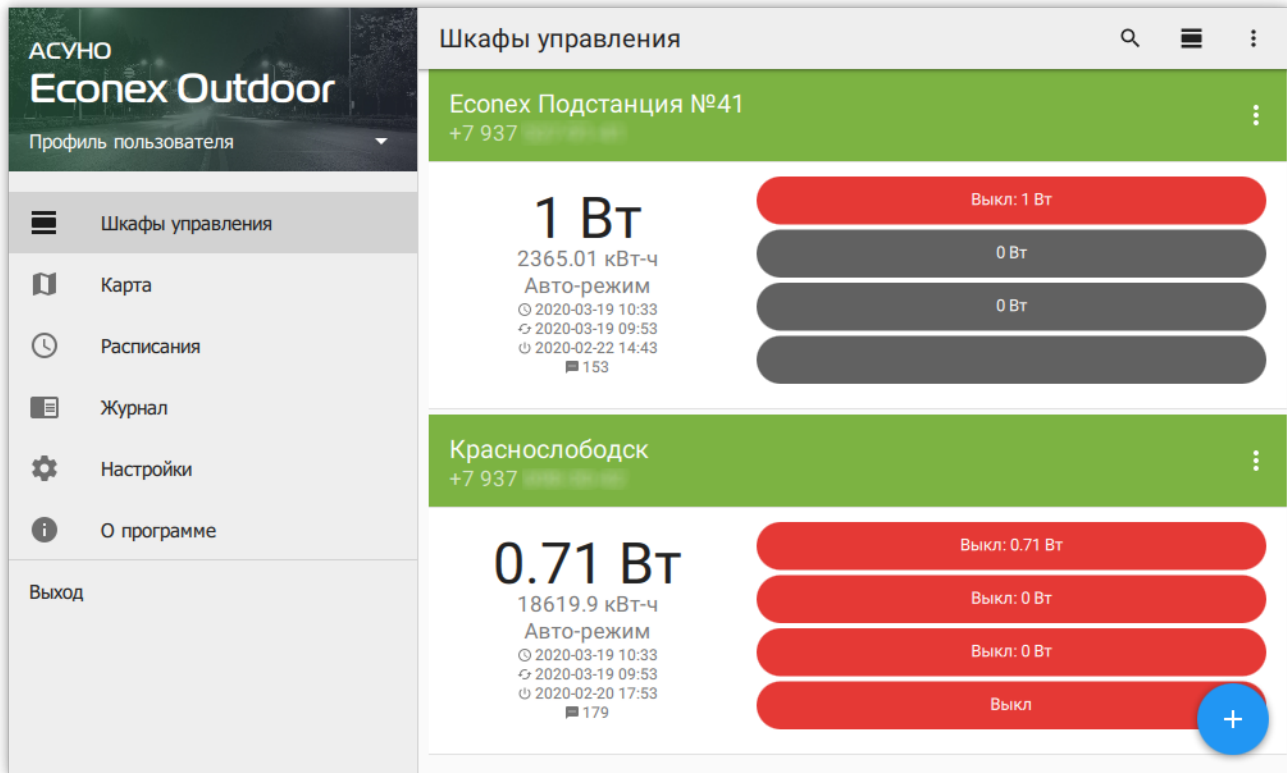 АСУНО
Econex Outdoor
Профиль пользователя
Шкафы управления
Карта
Расписания
Журнал
Настройки
О программе
Выход
Шкафы управления
Econex Подстанция №41
+7 937
1 Вт
2365.01 кВт-ч
Авто-режим
2020-03-19 10:33
2020-03-19 09:53
2020-02-22 14:43
153
Выкл: 1 Вт
0 Вт
0 Вт
Краснослободск
+7 937
0.71 Вт
18619.9 кВт-ч
Авто-режим
2020-03-19 10:33
2020-03-19 09:53
2020-02-20 17:53
179
Выкл: 0.71 Вт
Выкл: 0 Вт
Выкл: 0 Вт
Выкл
+